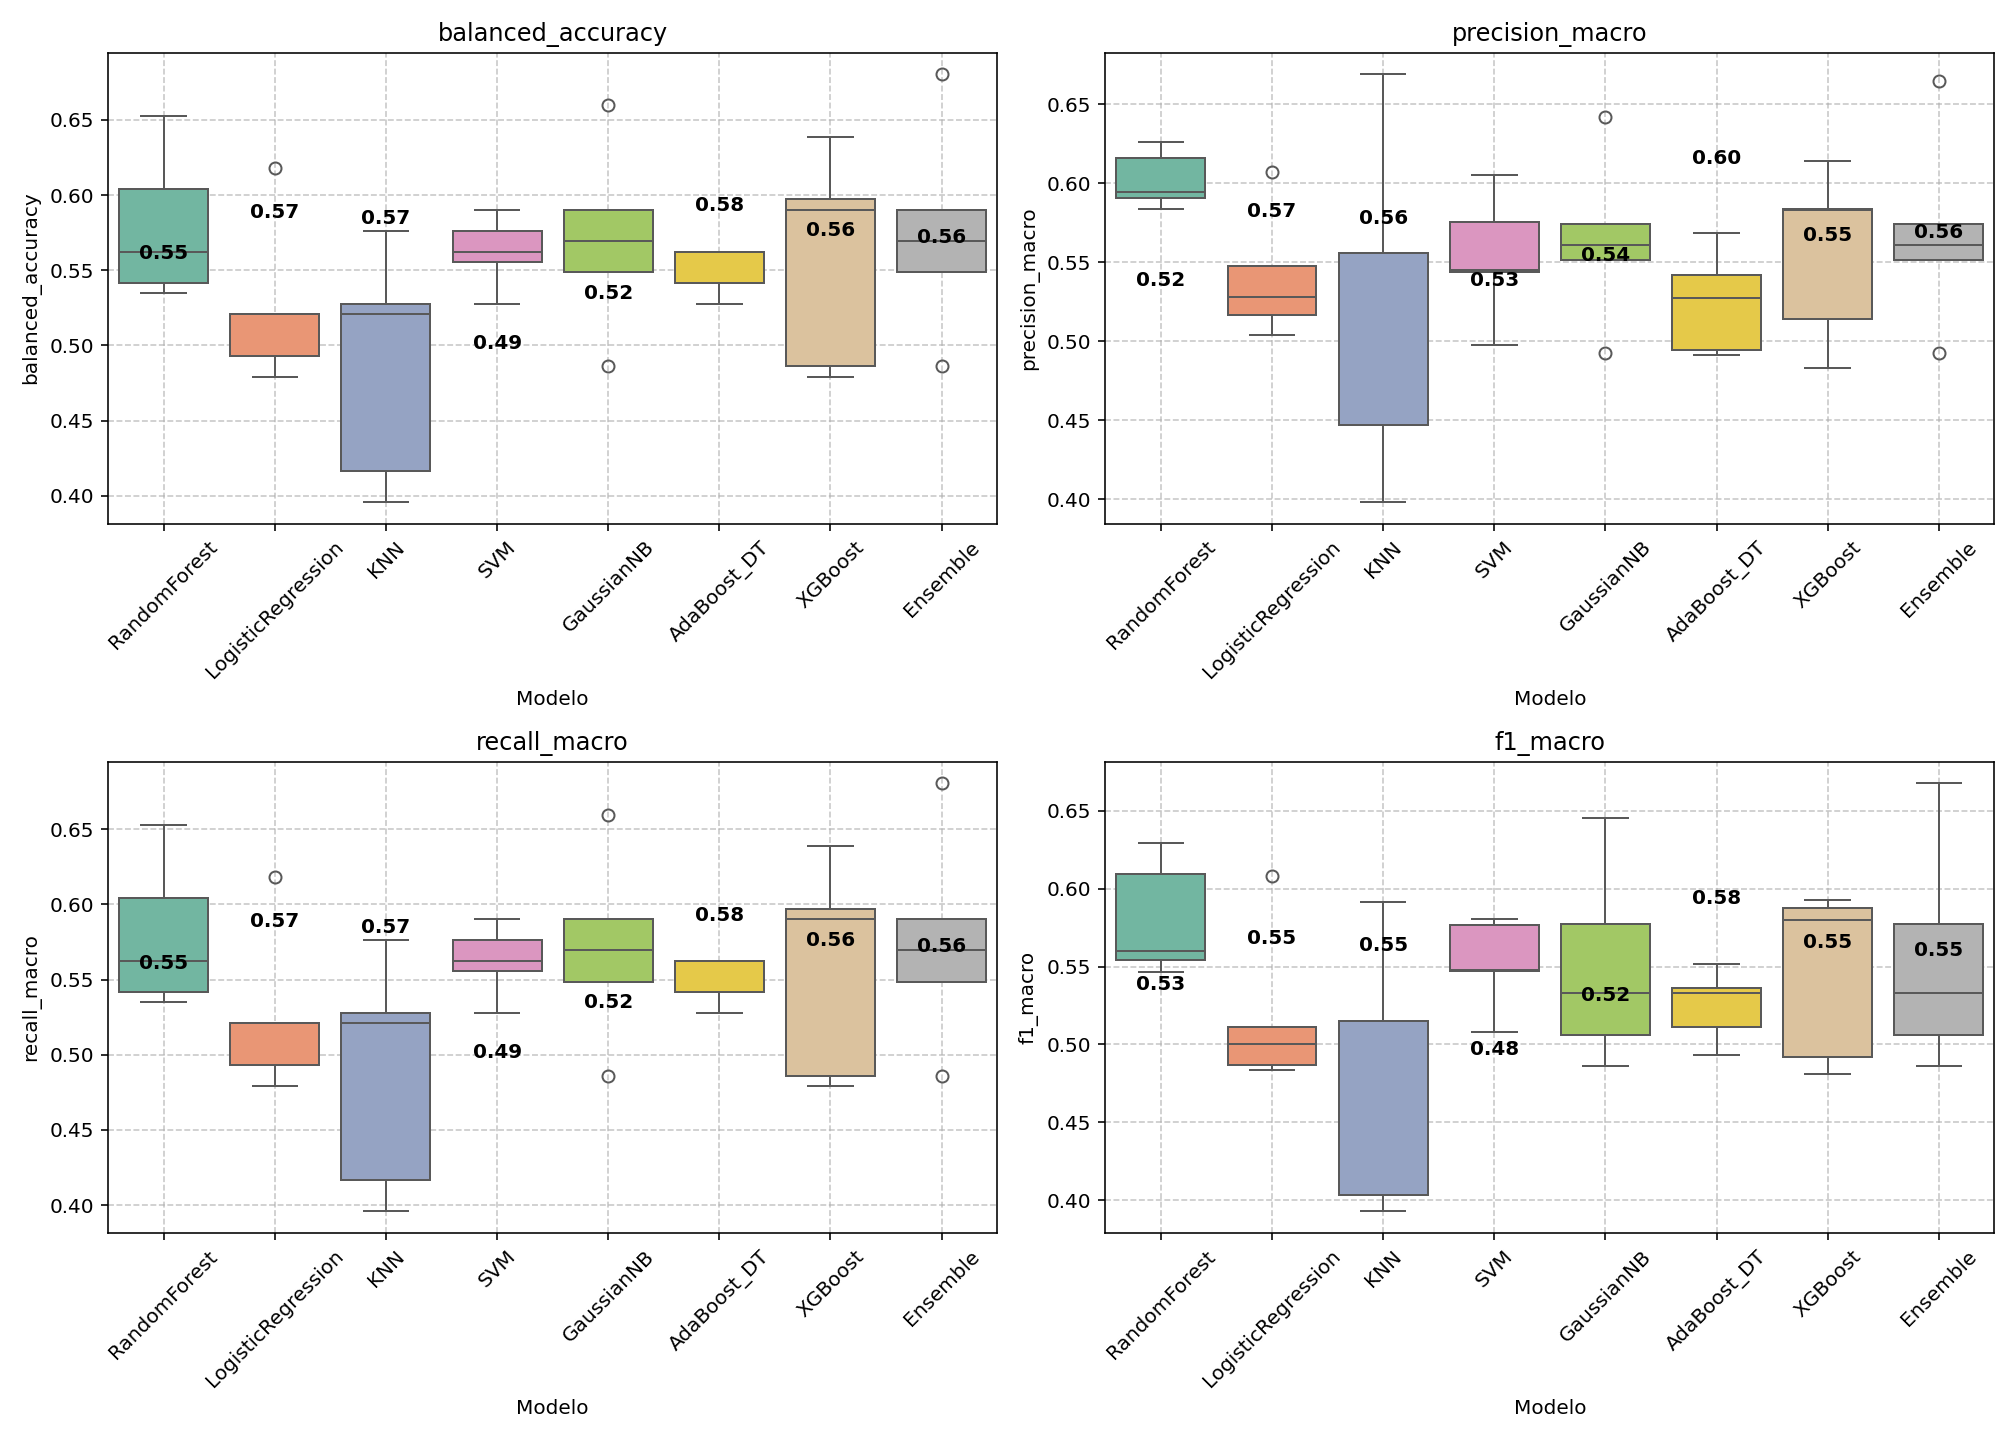 balanced_accuracy
balanced_accuracy
0.65
0.60
0.55
0.50
0.45
0.40
0.55
0.57
0.57
0.49
0.52
0.58
0.56
0.56
RandomForest
LogisticRegression
KNN
SVM
GaussianNB
AdaBoost_DT
XGBoost
Ensemble
Modelo
precision_macro
precision_macro
0.65
0.60
0.55
0.50
0.45
0.40
0.52
0.57
0.56
0.53
0.54
0.60
0.55
0.56
RandomForest
LogisticRegression
KNN
SVM
GaussianNB
AdaBoost_DT
XGBoost
Ensemble
Modelo
recall_macro
recall_macro
0.65
0.60
0.55
0.50
0.45
0.40
0.55
0.57
0.57
0.49
0.52
0.58
0.56
0.56
RandomForest
LogisticRegression
KNN
SVM
GaussianNB
AdaBoost_DT
XGBoost
Ensemble
Modelo
f1_macro
f1_macro
0.65
0.60
0.55
0.50
0.45
0.40
0.53
0.55
0.55
0.48
0.52
0.58
0.55
0.55
RandomForest
LogisticRegression
KNN
SVM
GaussianNB
AdaBoost_DT
XGBoost
Ensemble
Modelo